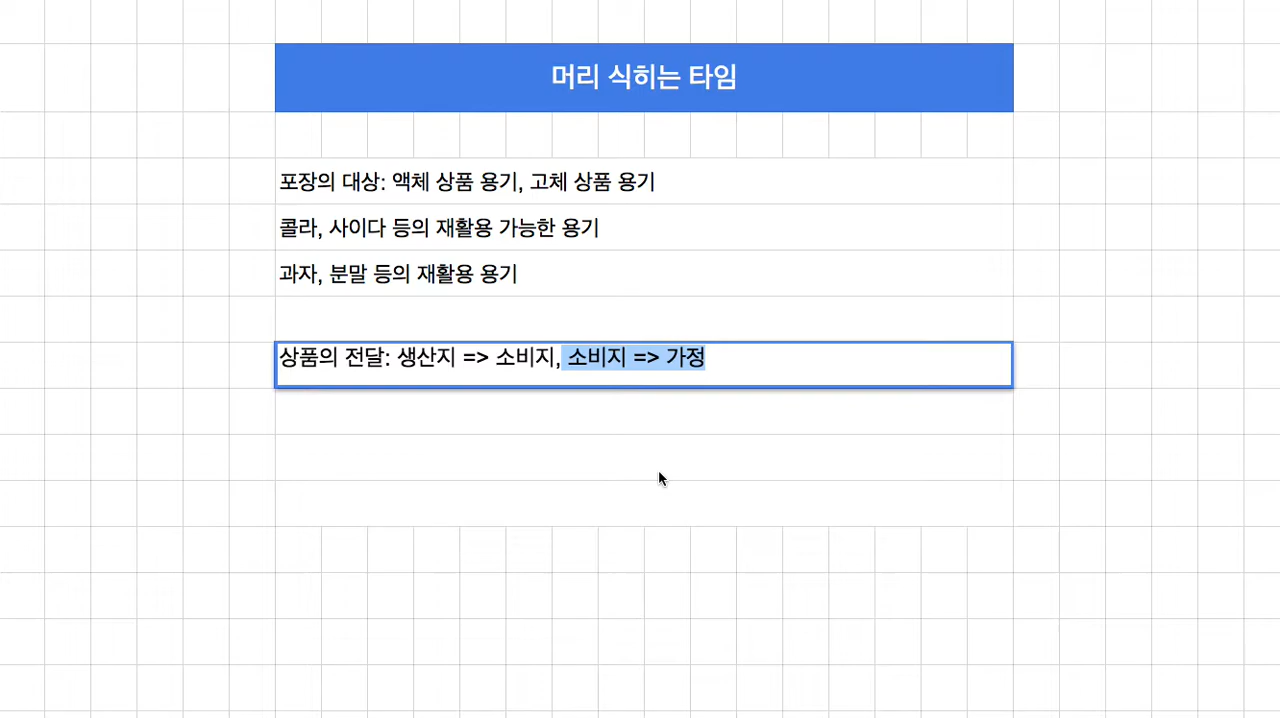 머리 식히는 타임
포장의 대상: 액체 상품 용기, 고체 상품 용기
콜라, 사이다 등의 재활용 가능한 용기
과자, 분말 등의 재활용 용기
상품의 전달: 생산지 => 소비지, 소비지 => 가정